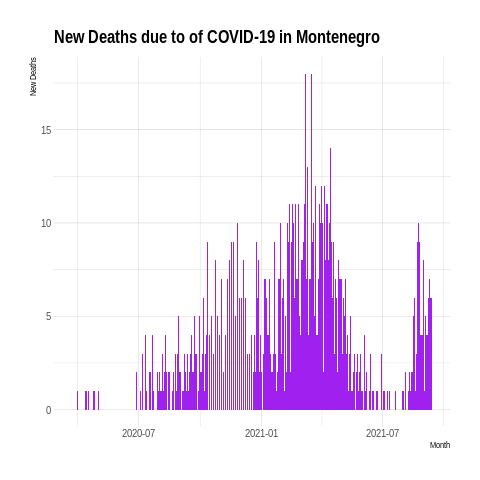 New Deaths due to of COVID-19 in Montenegro
New Deaths
15
10
5
0
2020-07
2021-01
2021-07
Month